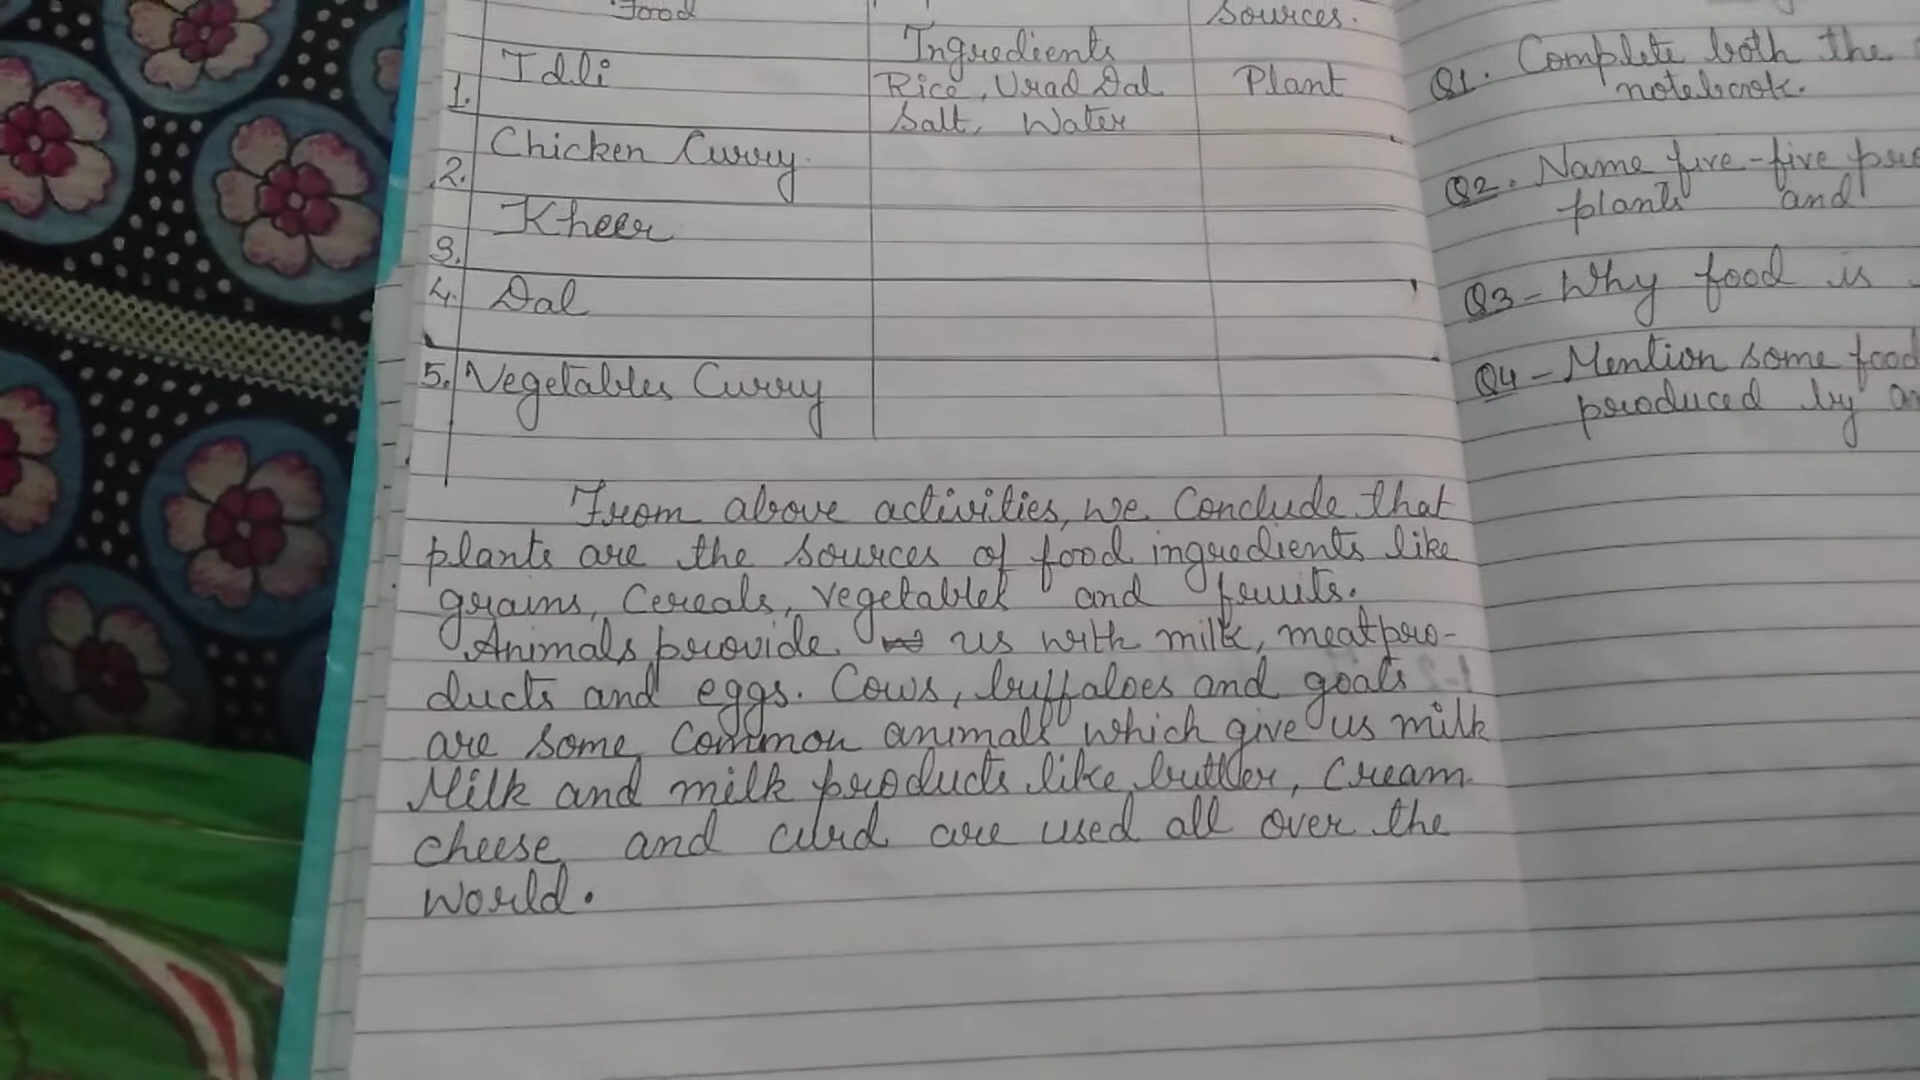 Food Sources.
Ingredients
1. Idli Rice, Urad Dal Plant
Salt, Water
2. Chicken Curry.
3. Kheer
4. Dal
5. Vegetables Curry
From above activities, we conclude that
plants are the sources of food ingredients like
grains, cereals, vegetables and fruits.
Animals provide us with milk, meat pro-
ducts and eggs. Cows, buffaloes and goats
are some common animals which give us milk
Milk and milk products like butter, cream
cheese and curd are used all over the
world.
Q1. Complete both the
notebook.
Q2. Name five-five
plants and
Q3- Why food is
Q4- Mention some food
produced by